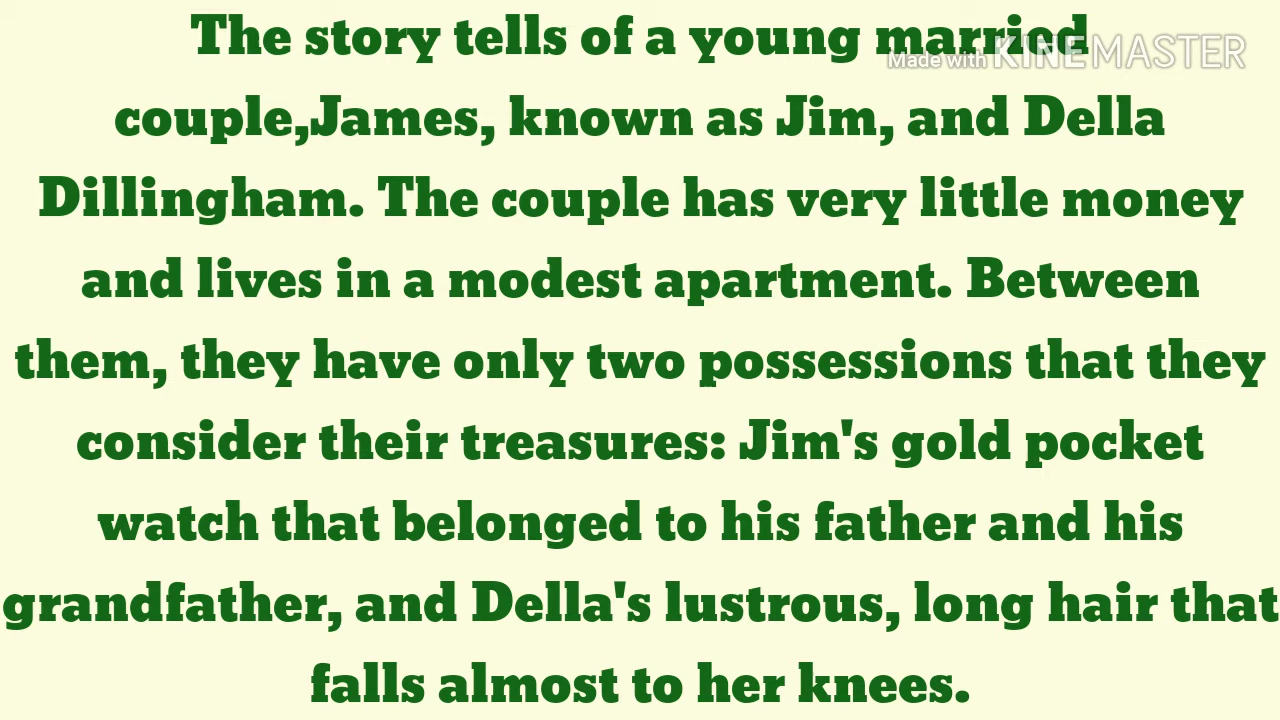 The story tells of a young married
Made with KINEMASTER
couple,James, known as Jim, and Della
Dillingham. The couple has very little money
and lives in a modest apartment. Between
them, they have only two possessions that they
consider their treasures: Jim's gold pocket
watch that belonged to his father and his
grandfather, and Della's lustrous, long hair that
falls almost to her knees.